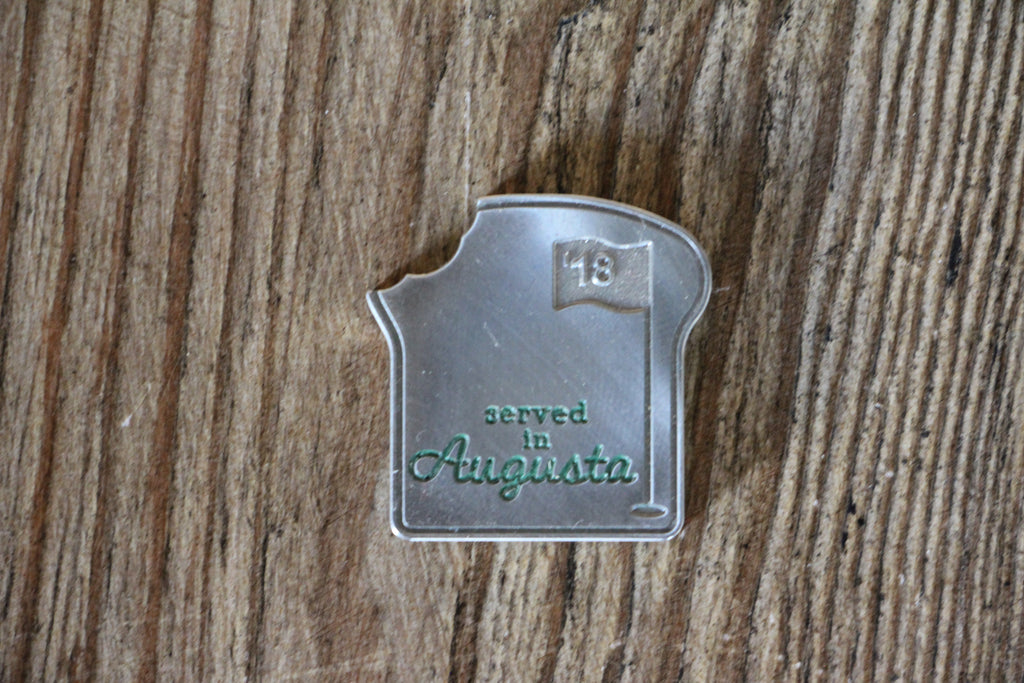 '18
served
in
Augusta